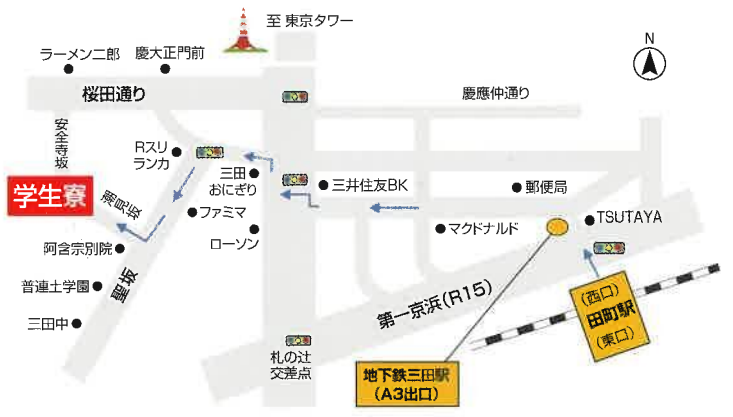 至 東京タワー
N
ラーメン二郎
慶大正門前
桜田通り
慶應仲通り
安全寺坂
Rスリ
ランカ
三田
おにぎり
三井住友BK
郵便局
学生寮
潮見坂
ファミマ
ローソン
マクドナルド
TSUTAYA
阿含宗別院
普連土学園
聖坂
三田中
第一京浜(R15)
(西口)
田町駅
(東口)
札の辻
交差点
地下鉄三田駅
(A3出口)